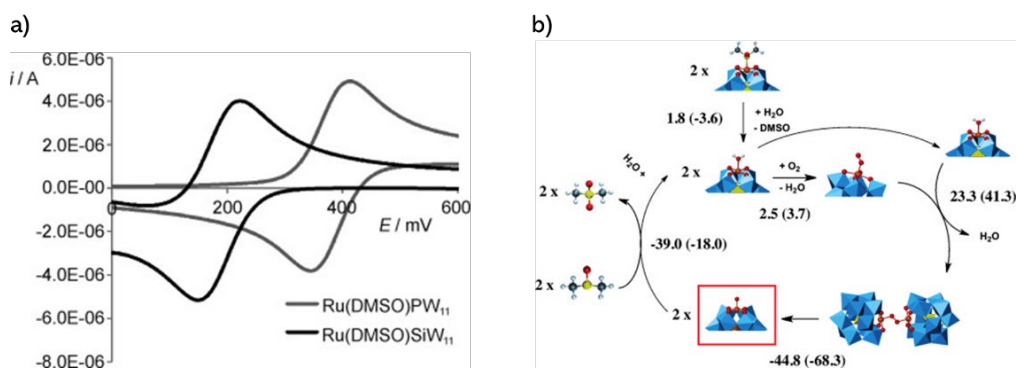 a)
i / A
6.0E-06
4.0E-06
2.0E-06
0.0E-00
-2.0E-06
-4.0E-06
-6.0E-06
-8.0E-06
0
200
400
600
E / mV
Ru(DMSO)PW11
Ru(DMSO)SiW11
b)
2 x
1.8 (-3.6)
+ H2O
- DMSO
2 x
+ O2
- H2O
2.5 (3.7)
23.3 (41.3)
H2O
-44.8 (-68.3)
2 x
-39.0 (-18.0)
H2Ox
2 x
2 x